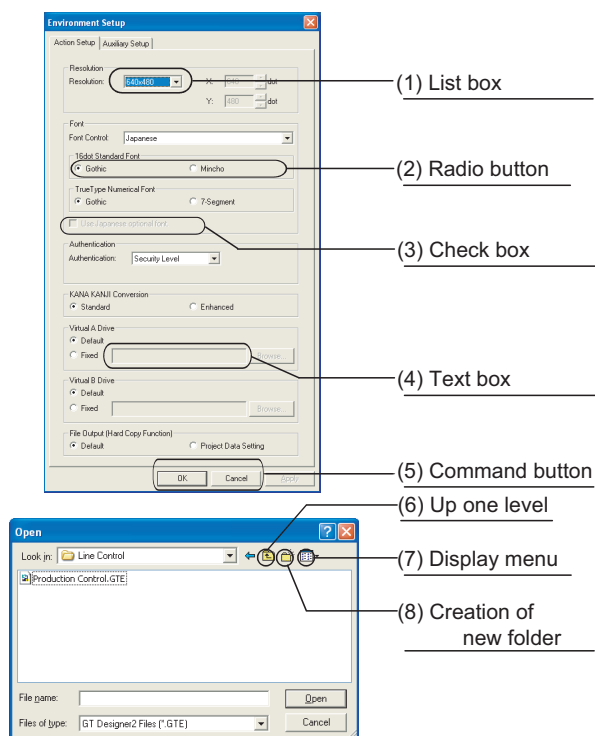 Environment Setup
Action Setup
Auxiliary Setup
Resolution
Resolution: 640x480 X: 640 dot
Y: 480 dot
(1) List box
Font
Font Control: Japanese
16dot Standard Font
Gothic Mincho
(2) Radio button
TrueType Numerical Font
Gothic 7-Segment
Use Japanese optional font.
(3) Check box
Authentication
Authentication: Security Level
KANA KANJI Conversion
Standard Enhanced
Virtual A Drive
Default
Fixed Browse...
(4) Text box
Virtual B Drive
Default
Fixed Browse...
File Output (Hard Copy Function)
Default Project Data Setting
OK Cancel Apply
(5) Command button
(6) Up one level
Open
Look in: Line Control
(7) Display menu
Production Control.GTE
(8) Creation of
new folder
File name: Open
Files of type: GT Designer2 Files (*.GTE) Cancel